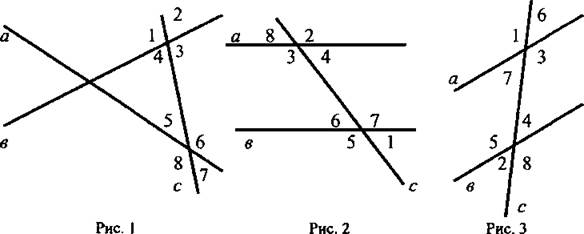 2
1
а
4 3
5
6
в
8 7
с
Рис. 1
а 8 2
3 4
6 7
в 5 1
с
Рис. 2
6
1
3
а 7
4
5
2 8
в
с
Рис. 3